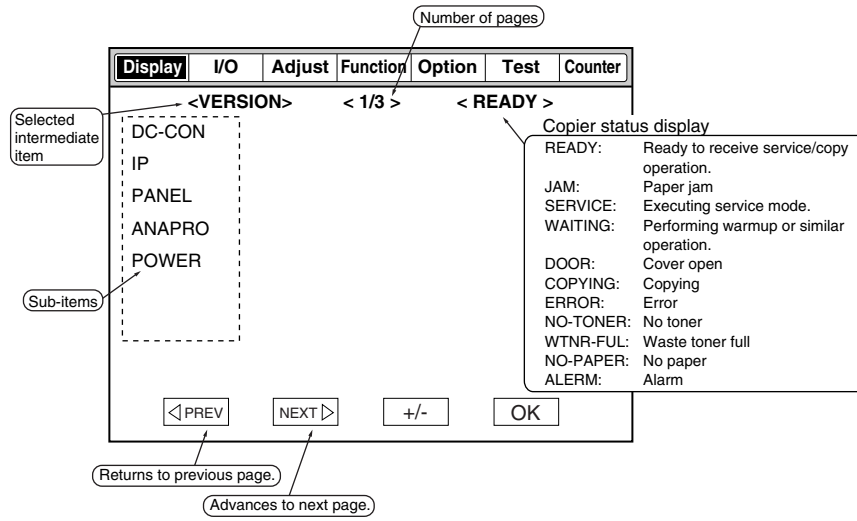 Number of pages
Display I/O Adjust Function Option Test Counter
<VERSION> < 1/3 > < READY >
Selected
intermediate
item
DC-CON
IP
PANEL
ANAPRO
POWER
Sub-items
Copier status display
READY: Ready to receive service/copy
operation.
JAM: Paper jam
SERVICE: Executing service mode.
WAITING: Performing warmup or similar
operation.
DOOR: Cover open
COPYING: Copying
ERROR: Error
NO-TONER: No toner
WTNR-FUL: Waste toner full
NO-PAPER: No paper
ALERM: Alarm
PREV NEXT +/- OK
Returns to previous page.
Advances to next page.